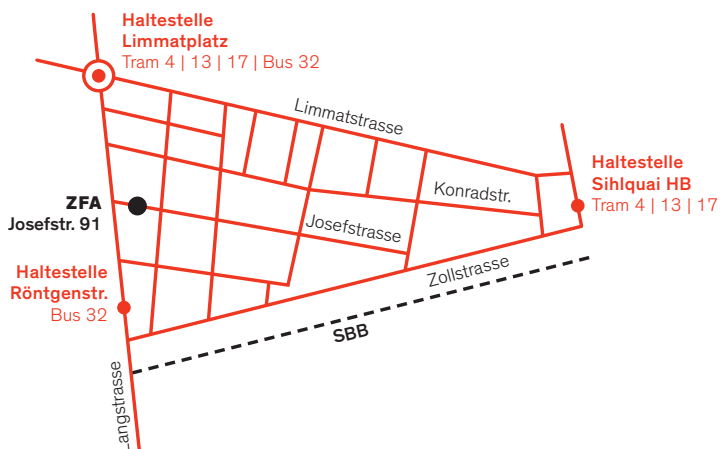 Haltestelle
Limmatplatz
Tram 4 | 13 | 17 | Bus 32
Limmatstrasse
Haltestelle
Sihlquai HB
Tram 4 | 13 | 17
Konradstr.
ZFA
Josefstr. 91
Josefstrasse
Haltestelle
Röntgenstr.
Bus 32
Zollstrasse
SBB
Langstrasse